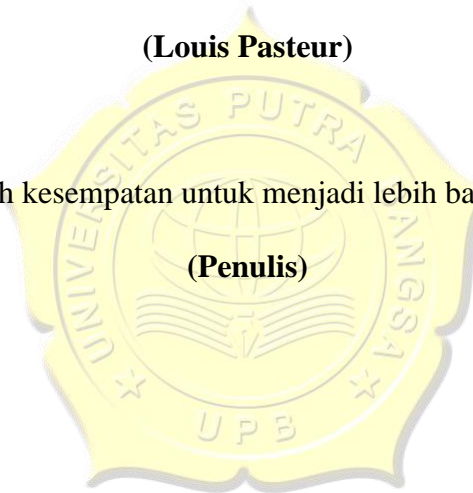 (Louis Pasteur)
h kesempatan untuk menjadi lebih ba
(Penulis)
UNIVERSITAS PUTRA BANGSA
UPB